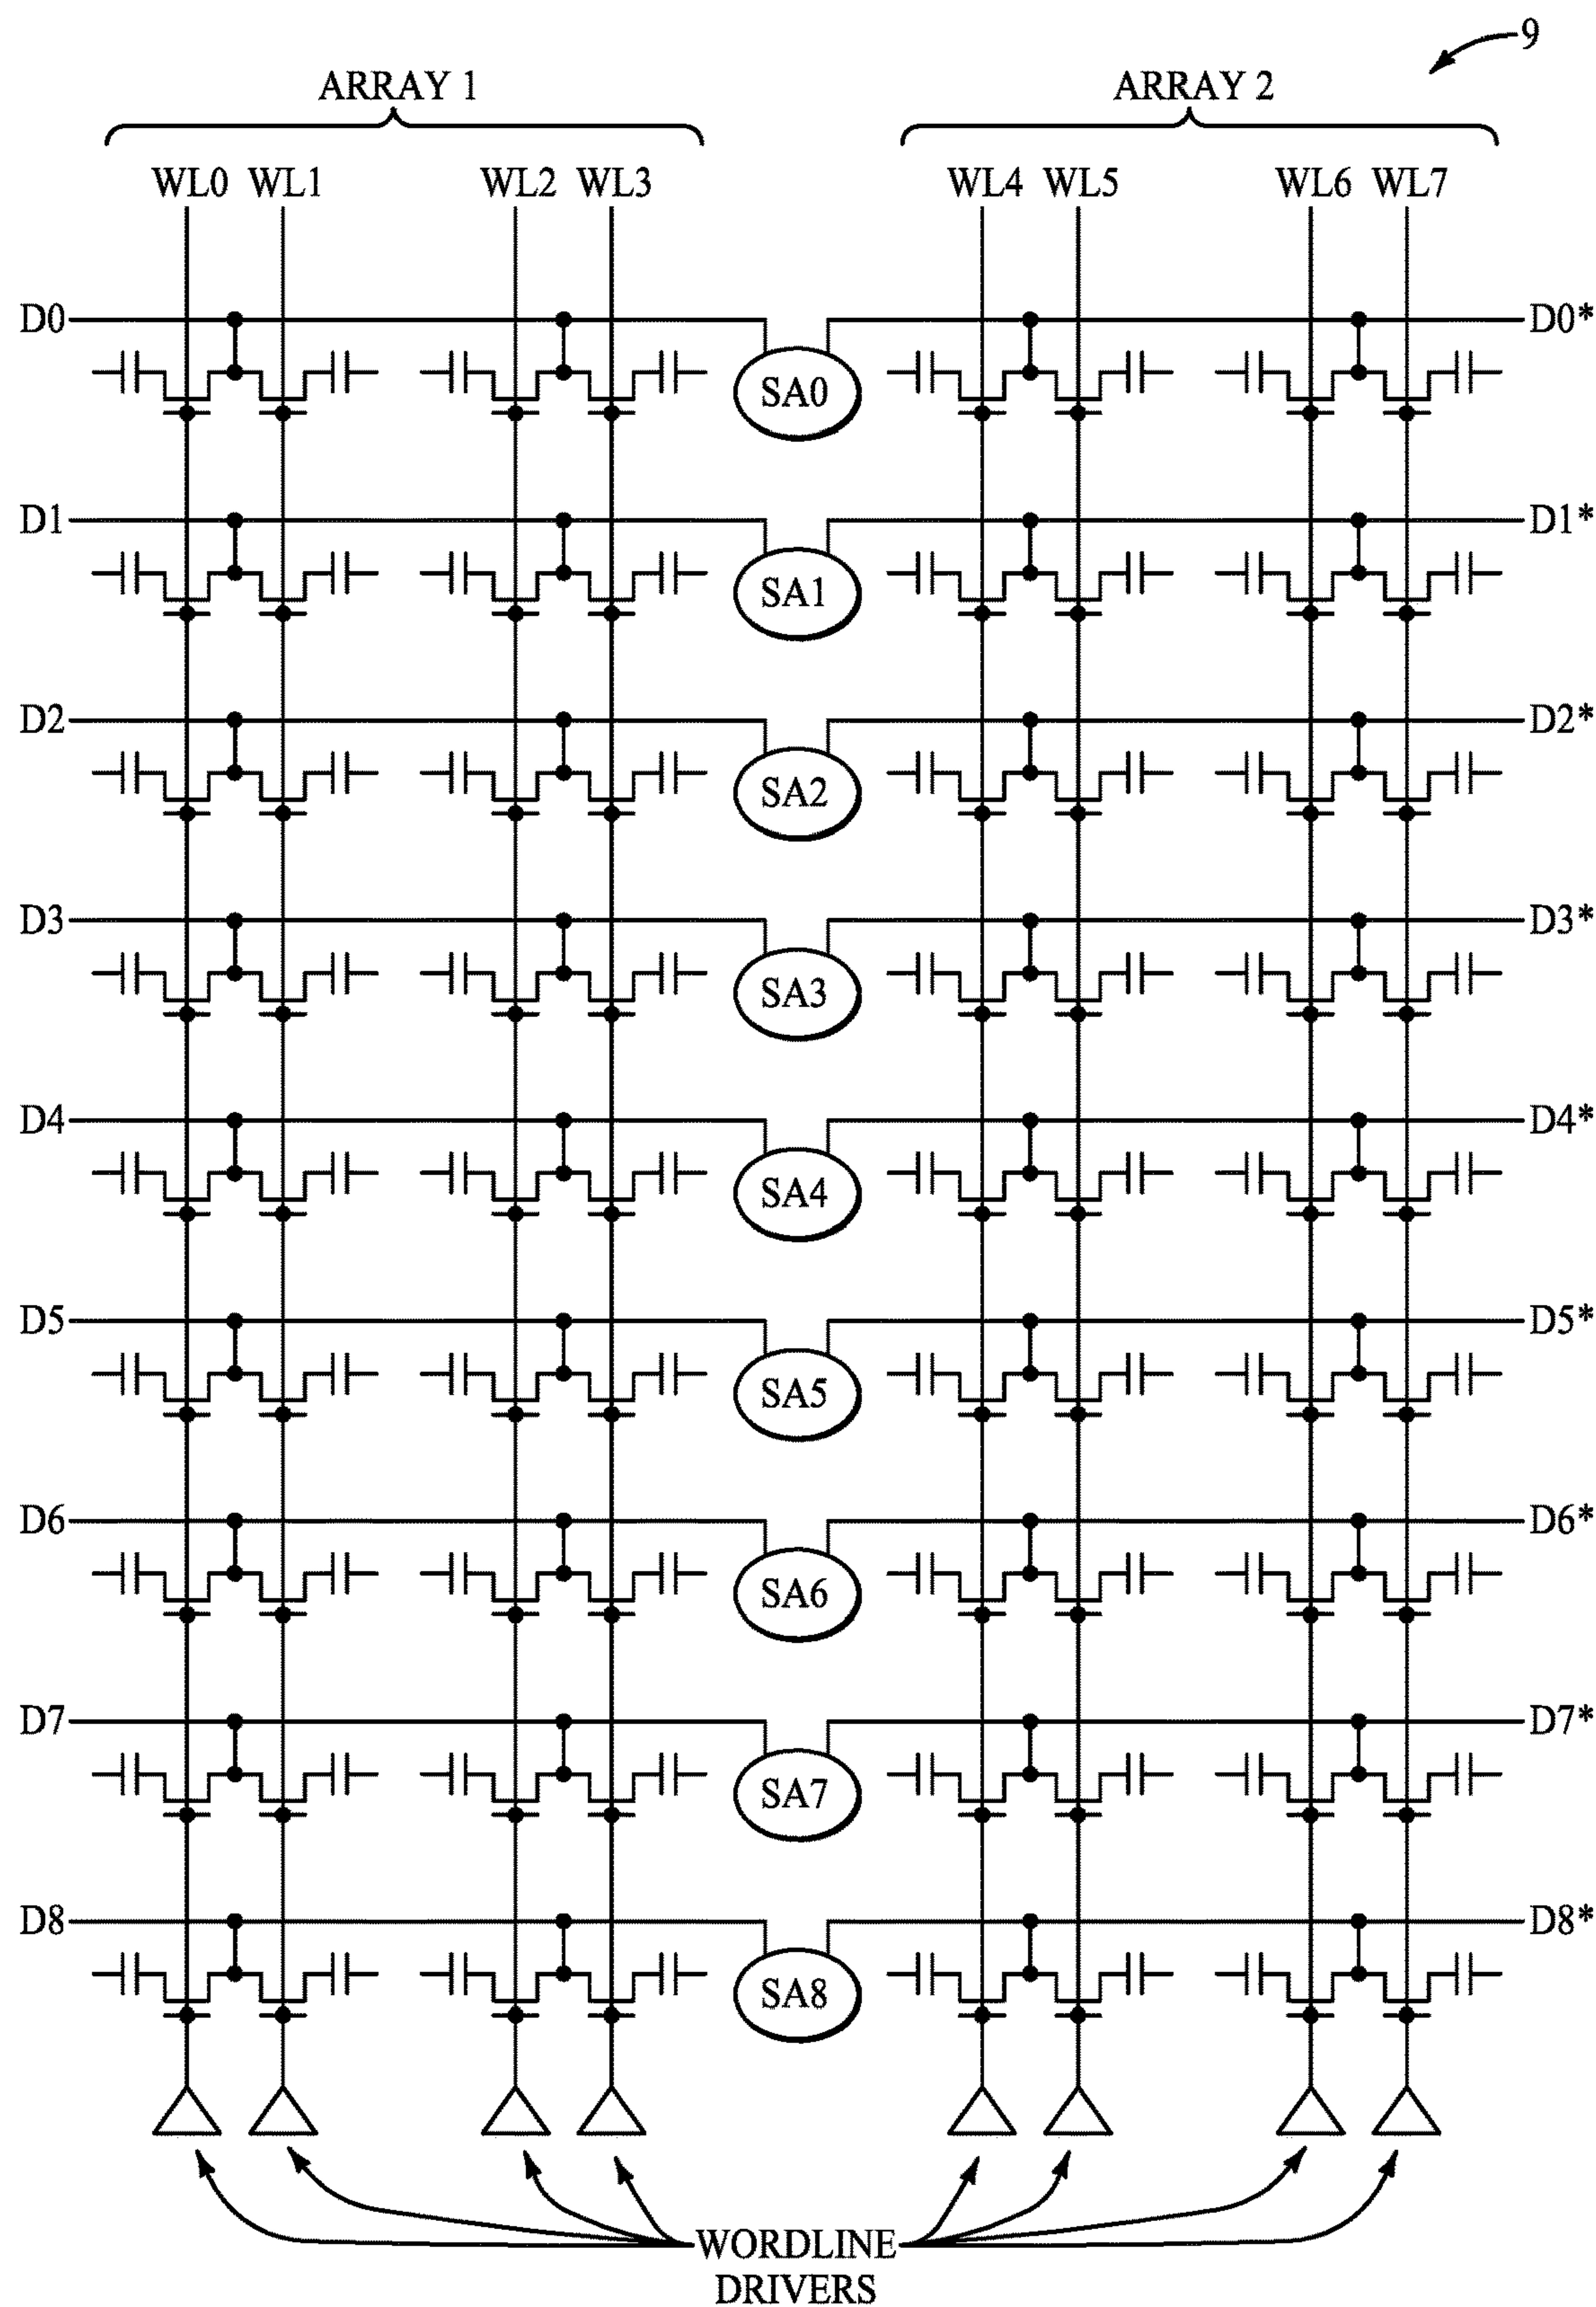 9
ARRAY 1 ARRAY 2
WL0 WL1 WL2 WL3 WL4 WL5 WL6 WL7
D0 D0*
SA0
D1 D1*
SA1
D2 D2*
SA2
D3 D3*
SA3
D4 D4*
SA4
D5 D5*
SA5
D6 D6*
SA6
D7 D7*
SA7
D8 D8*
SA8
WORDLINE
DRIVERS